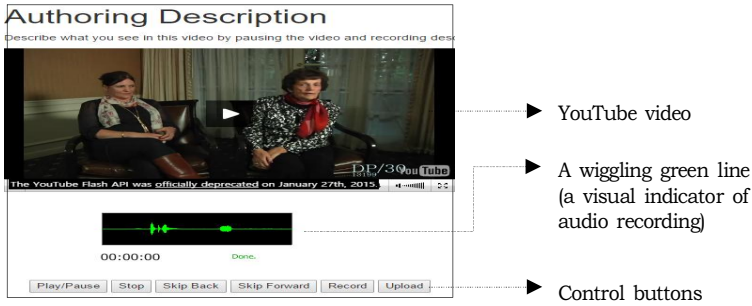 Authoring Description
Describe what you see in this video by pausing the video and recording
YouTube video
DP/30
You Tube
The YouTube Flash API was officially deprecated on January 27th, 2015.
A wiggling green line
(a visual indicator of
audio recording)
00:00:00 Done.
Play/Pause Stop Skip Back Skip Forward Record Upload
Control buttons